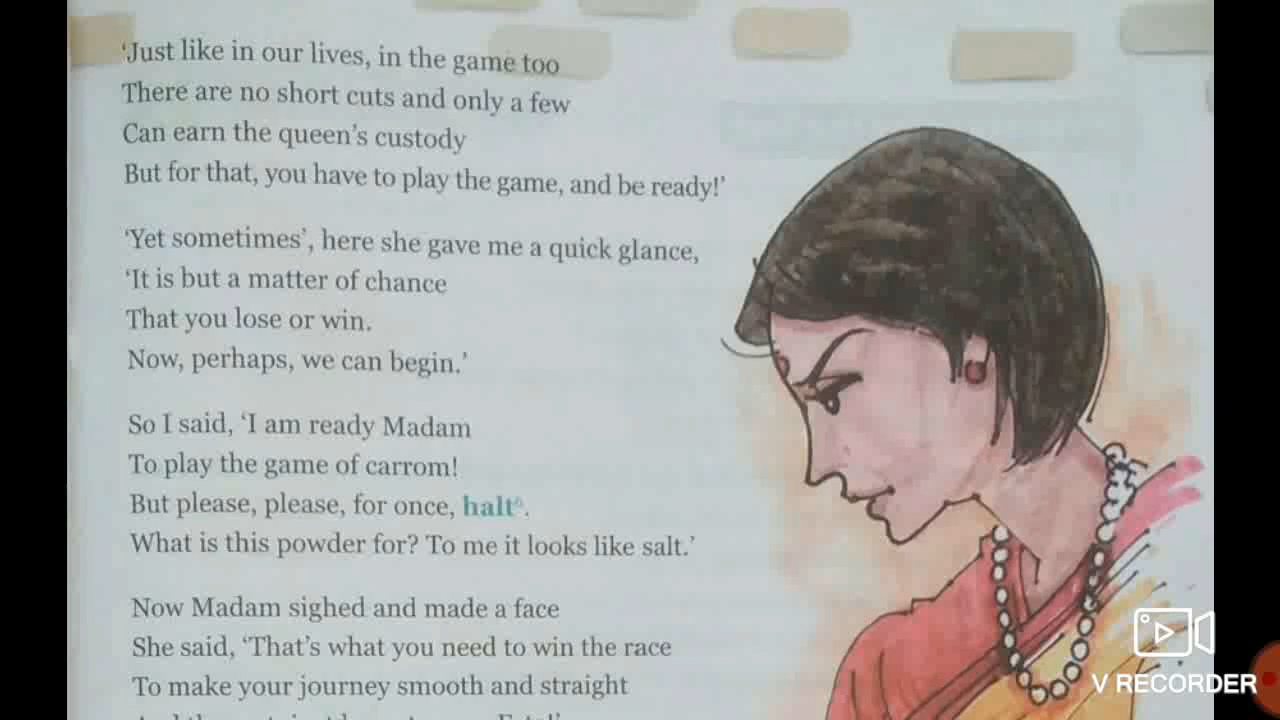 ‘Just like in our lives, in the game too
There are no short cuts and only a few
Can earn the queen’s custody
But for that, you have to play the game, and be ready!’
‘Yet sometimes’, here she gave me a quick glance,
‘It is but a matter of chance
That you lose or win.
Now, perhaps, we can begin.’
So I said, ‘I am ready Madam
To play the game of carrom!
But please, please, for once, halt⁶.
What is this powder for? To me it looks like salt.’
Now Madam sighed and made a face
She said, ‘That’s what you need to win the race
To make your journey smooth and straight
V RECORDER